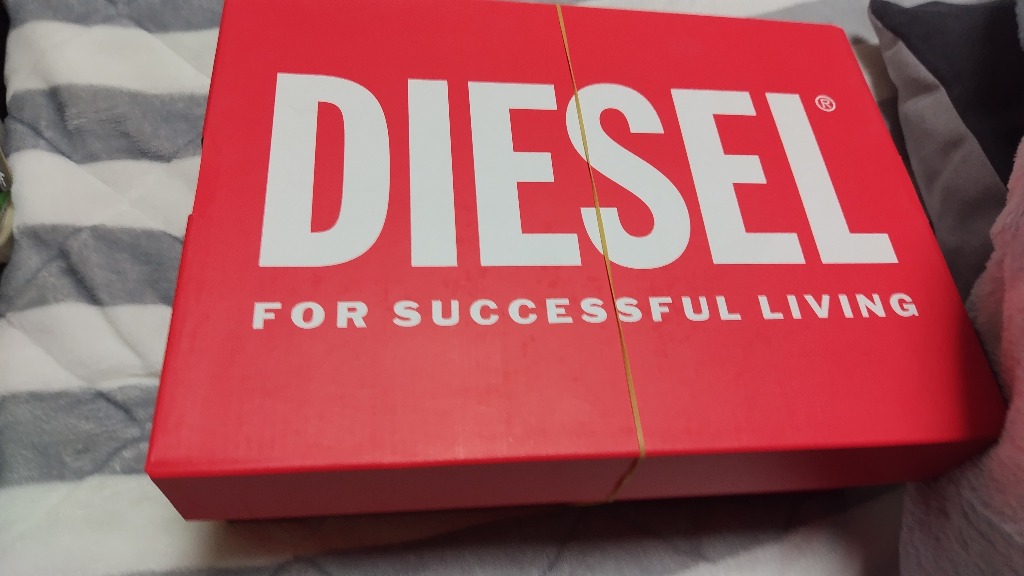 DIESEL®
FOR SUCCESSFUL LIVING